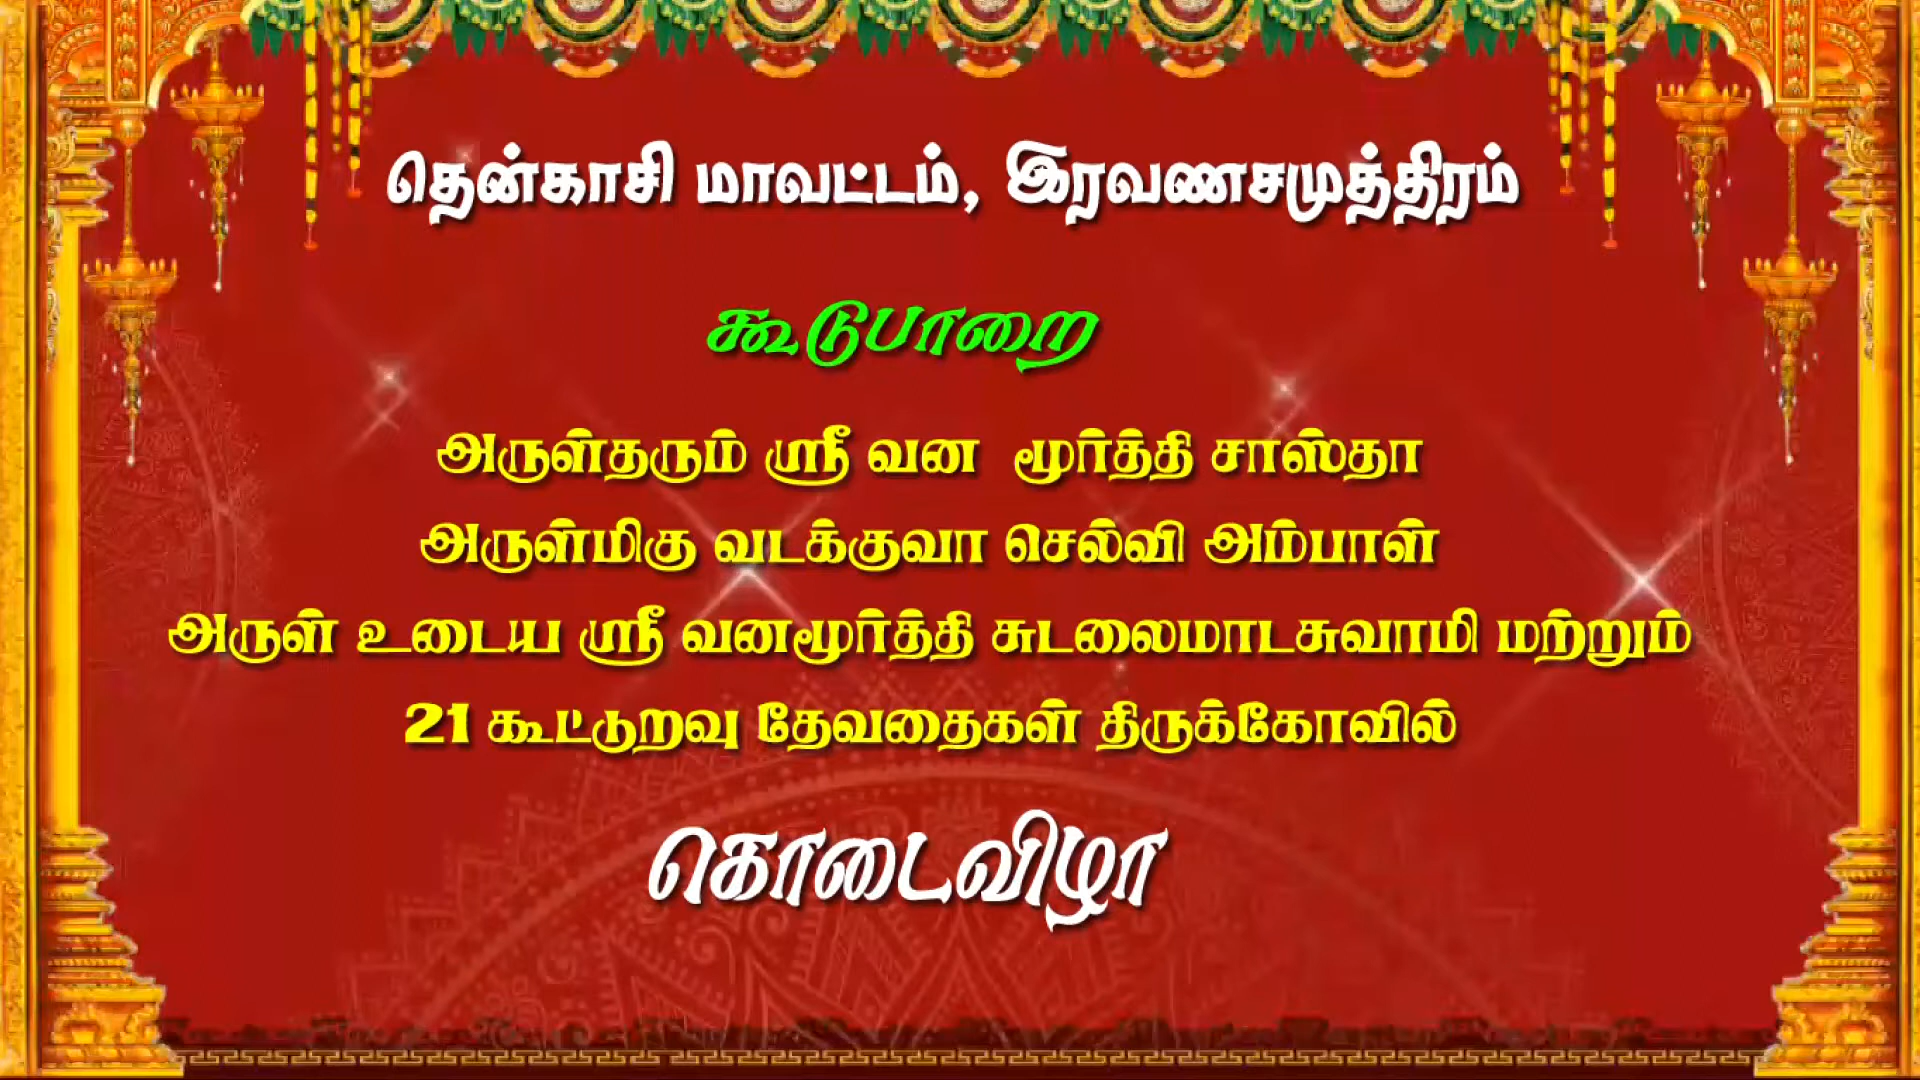 தென்காசி மாவட்டம், இரவணசமுத்திரம்
கூடுபாறை
அருள்தரும் ஸ்ரீ வன மூர்த்தி சாஸ்தா
அருள்மிகு வடக்குவா செல்வி அம்பாள்
அருள் உடைய ஸ்ரீ வனமூர்த்தி சுடலைமாடசுவாமி மற்றும்
21 கூட்டுறவு தேவதைகள் திருக்கோவில்
கொடைவிழா